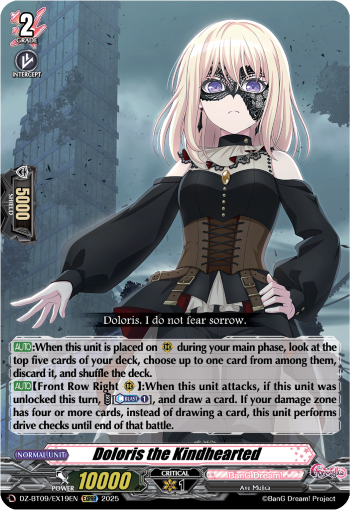 2
GRADE
INTERCEPT
5000
SHIELD
Doloris. I do not fear sorrow.
AUTO:When this unit is placed on during your main phase, look at the
top five cards of your deck, choose up to one card from among them,
discard it, and shuffle the deck.
AUTO[Front Row Right]:When this unit attacks, if this unit was
unlocked this turn, COST[C BLAST 1], and draw a card. If your damage zone
has four or more cards, instead of drawing a card, this unit performs
drive checks until end of that battle.
NORMAL UNIT
Doloris the Kindhearted
POWER 10000
CRITICAL
1
BanG Dream!
Ave Mujica
DZ-BT09/EX19EN 2025
©BanG Dream! Project